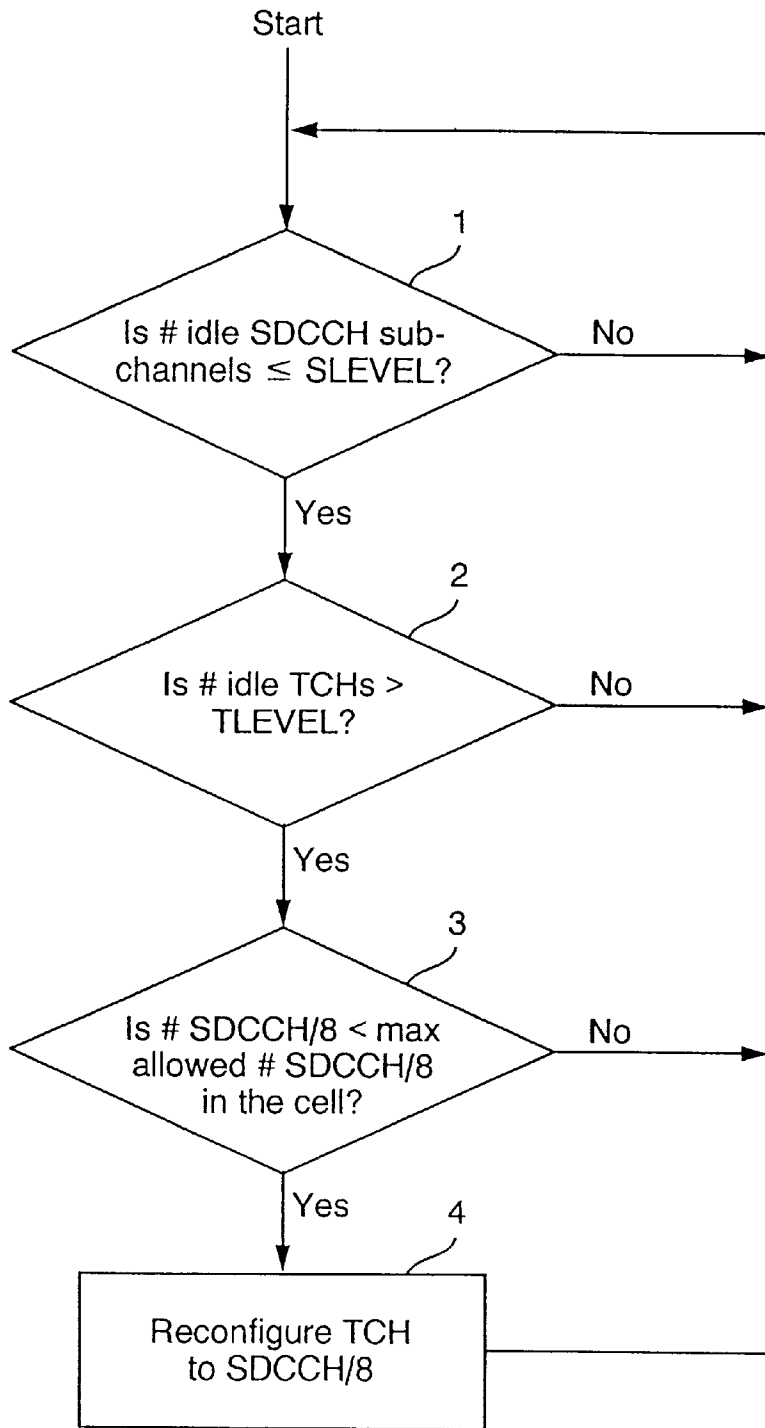 Start
1
Is # idle SDCCH sub-
channels ≤ SLEVEL?
No
Yes
2
Is # idle TCHs >
TLEVEL?
No
Yes
3
Is # SDCCH/8 < max
allowed # SDCCH/8
in the cell?
No
Yes
4
Reconfigure TCH
to SDCCH/8